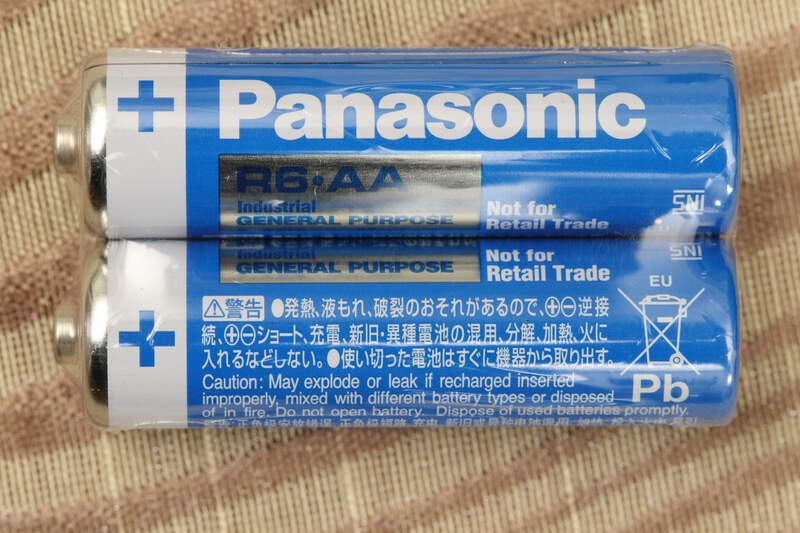 + Panasonic
R6•AA
Industrial
GENERAL PURPOSE
Not for
Retail Trade
SNI
Industrial
GENERAL PURPOSE
Not for
Retail Trade
SNI
+
⚠警告 ●発熱、液もれ、破裂のおそれがあるので、⊕⊖逆接
続、⊕⊖ショート、充電、新旧・異種電池の混用、分解、加熱、火に
入れるなどしない。●使い切った電池はすぐに機器から取り出す。
Caution: May explode or leak if recharged inserted
improperly, mixed with different battery types or disposed
of in fire. Do not open battery. Dispose of used batteries promptly.
EU
Pb